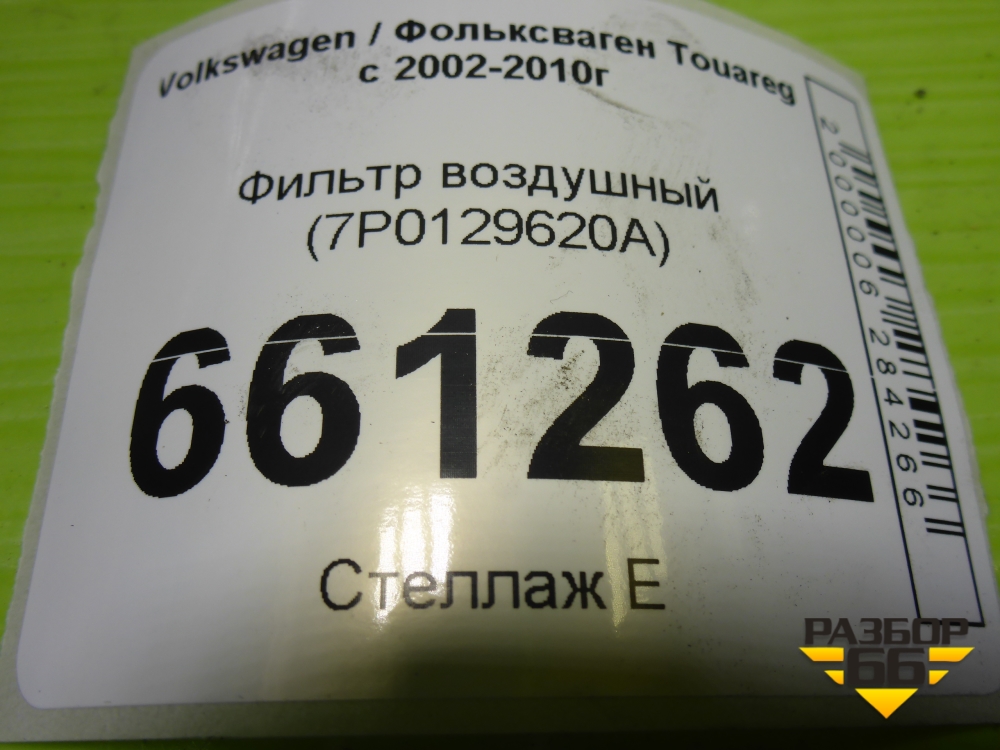 Volkswagen / Фольксваген Touareg
с 2002-2010г
Фильтр воздушный
(7P0129620A)
661262
Стеллаж Е
2000006284266
РАЗБОР
66